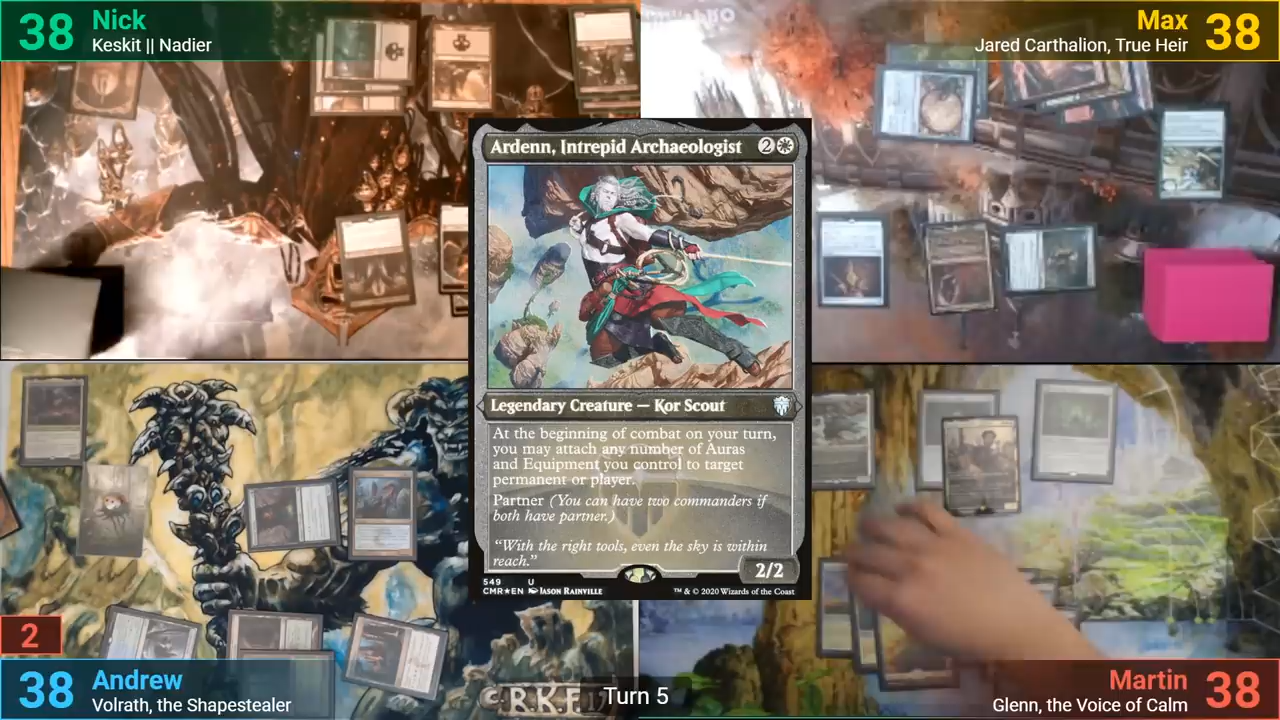 38
Nick
Keskit || Nadier
Max
Jared Carthalion, True Heir
38
Ardenn, Intrepid Archaeologist 2
Legendary Creature — Kor Scout
At the beginning of combat on your turn,
you may attach any number of Auras
and Equipment you control to target
permanent or player.
Partner (You can have two commanders if
both have partner.)
“With the right tools, even the sky is within
reach.”
2/2
549 U
CMR★EN Jason Rainville
™ & © 2020 Wizards of the Coast
2
38
Andrew
Volrath, the Shapestealer
Turn 5
Martin
Glenn, the Voice of Calm
38